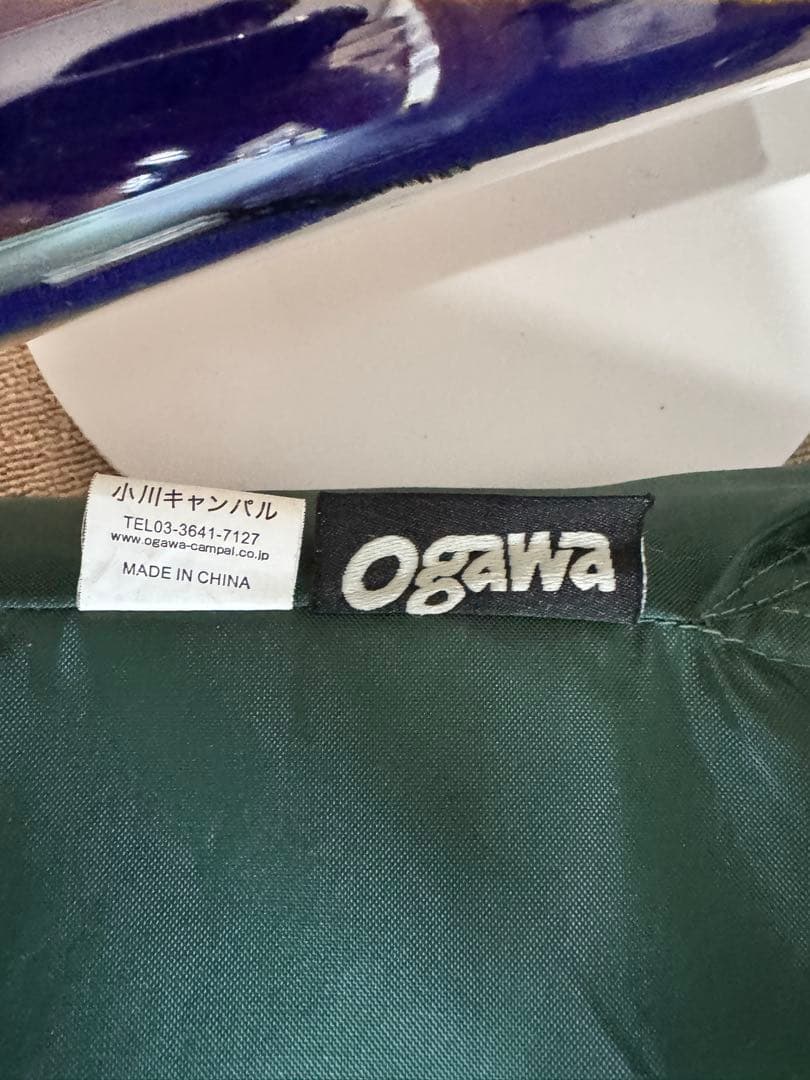 小川キャンパル
TEL03-3641-7127
www.ogawa-campal.co.jp
MADE IN CHINA
Ogawa